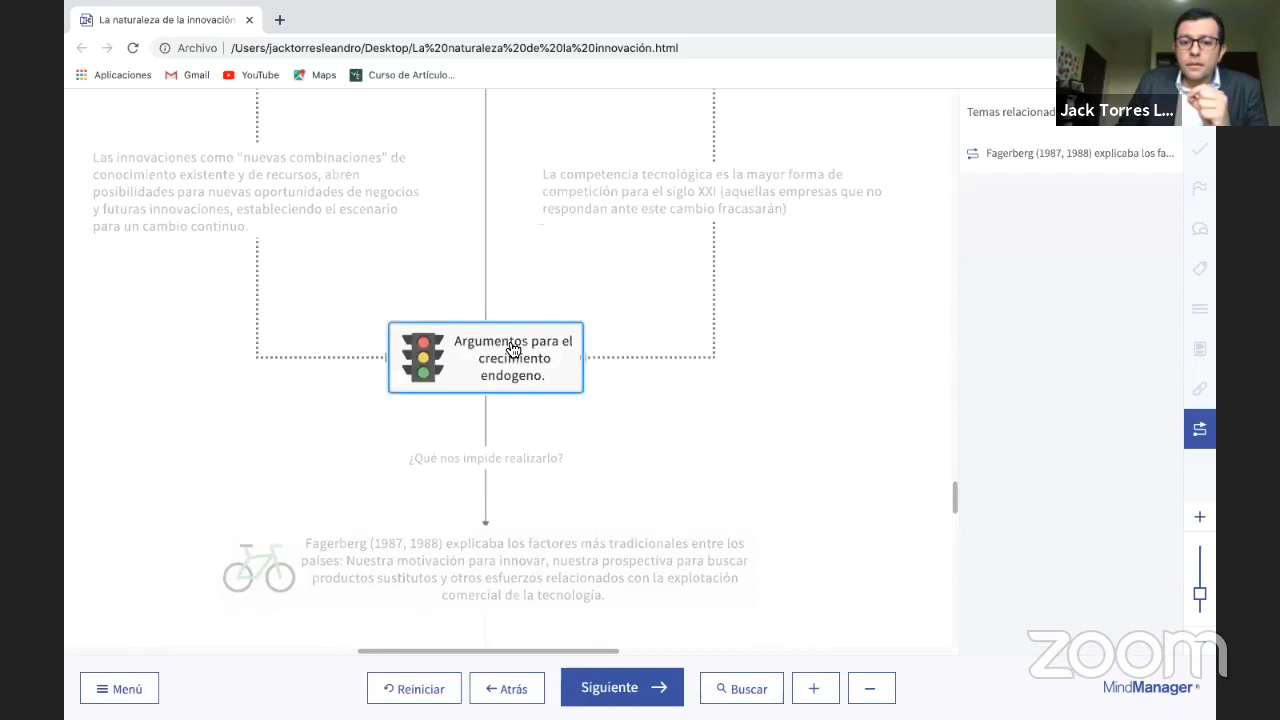 La naturaleza de la innovación
Archivo
/Users/jacktorresleandro/Desktop/La%20naturaleza%20de%20la%20innovación.html
Aplicaciones
Gmail
YouTube
Maps
Curso de Artículo...
Jack Torres L...
Temas relacionad
Fagerberg (1987, 1988) explicaba los fa...
Las innovaciones como "nuevas combinaciones" de
conocimiento existente y de recursos, abren
posibilidades para nuevas oportunidades de negocios
y futuras innovaciones, estableciendo el escenario
para un cambio continuo.
La competencia tecnológica es la mayor forma de
competición para el siglo XXI (aquellas empresas que no
respondan ante este cambio fracasarán)
Argumentos para el
crecimiento
endogeno.
¿Qué nos impide realizarlo?
Fagerberg (1987, 1988) explicaba los factores más tradicionales entre los
países: Nuestra motivación para innovar, nuestra prospectiva para buscar
productos sustitutos y otros esfuerzos relacionados con la explotación
comercial de la tecnología.
zoom
MindManager
Menú
Reiniciar
Atrás
Siguiente
Buscar